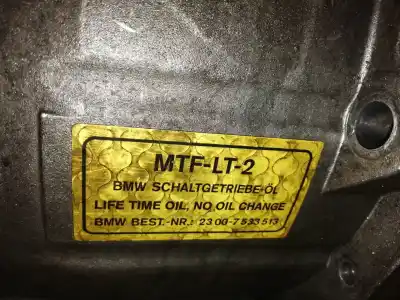 MTF-LT-2
BMW SCHALTGETRIEBE-ÖL
LIFE TIME OIL, NO OIL CHANGE
BMW BEST.-NR.: 23 00-7 533 513